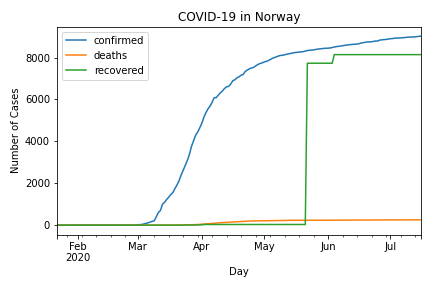 COVID-19 in Norway
confirmed
deaths
recovered
8000
6000
4000
2000
0
Number of Cases
Feb
2020
Mar
Apr
May
Jun
Jul
Day